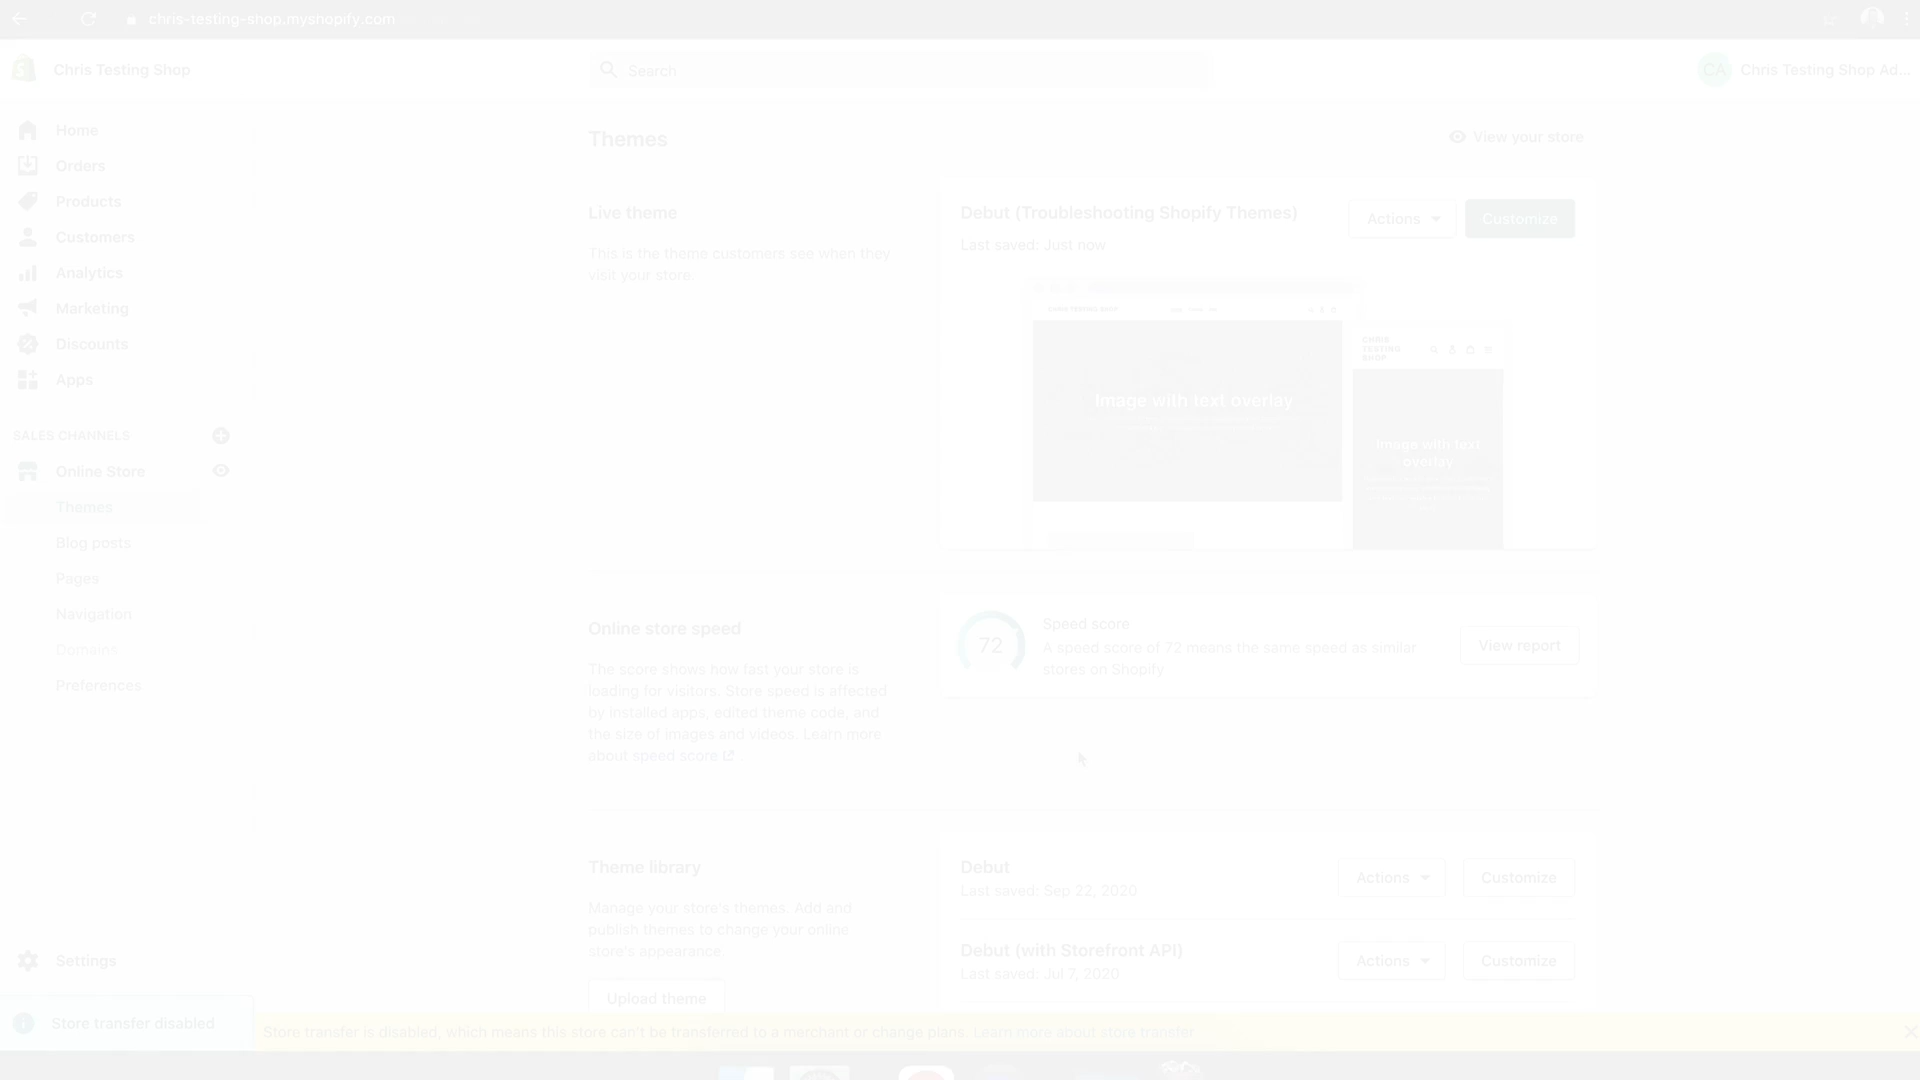 chris-testing-shop.myshopify.com
Chris Testing Shop
Search
CA Chris Testing Shop Ad...
Home
Orders
Products
Customers
Analytics
Marketing
Discounts
Apps
SALES CHANNELS
Online Store
Themes
Blog posts
Pages
Navigation
Domains
Preferences
Settings
Store transfer disabled
Themes
View your store
Live theme
This is the theme customers see when they
visit your store.
Debut (Troubleshooting Shopify Themes)
Last saved: Just now
Actions
Customize
CHRIS TESTING SHOP
Image with text overlay
CHRIS
TESTING
SHOP
Image with text
overlay
Online store speed
The score shows how fast your store is
loading for visitors. Store speed is affected
by installed apps, edited theme code, and
the size of images and videos. Learn more
about speed score
72
Speed score
A speed score of 72 means the same speed as similar
stores on Shopify
View report
Theme library
Manage your store's themes. Add and
publish themes to change your online
store's appearance.
Upload theme
Debut
Last saved: Sep 22, 2020
Actions
Customize
Debut (with Storefront API)
Last saved: Jul 7, 2020
Actions
Customize
Store transfer is disabled, which means this store can't be transferred to a merchant or change plans. Learn more about store transfer